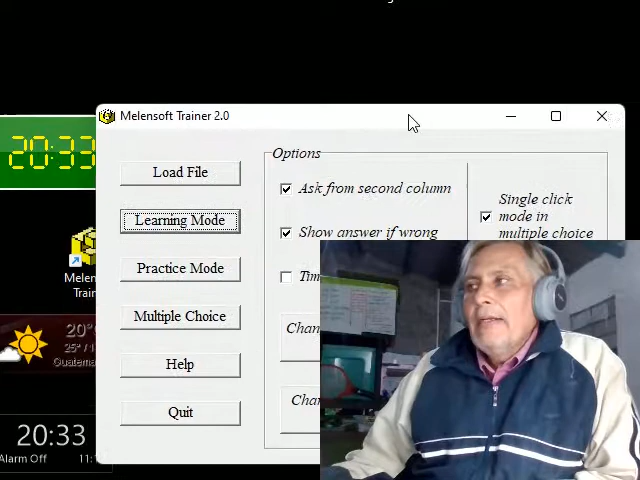 Melensoft Trainer 2.0
20:33
Load File
Learning Mode
Practice Mode
Multiple Choice
Help
Quit
Options
Ask from second column
Show answer if wrong
Single click
mode in
multiple choice
20°
25°
20:33
Alarm Off